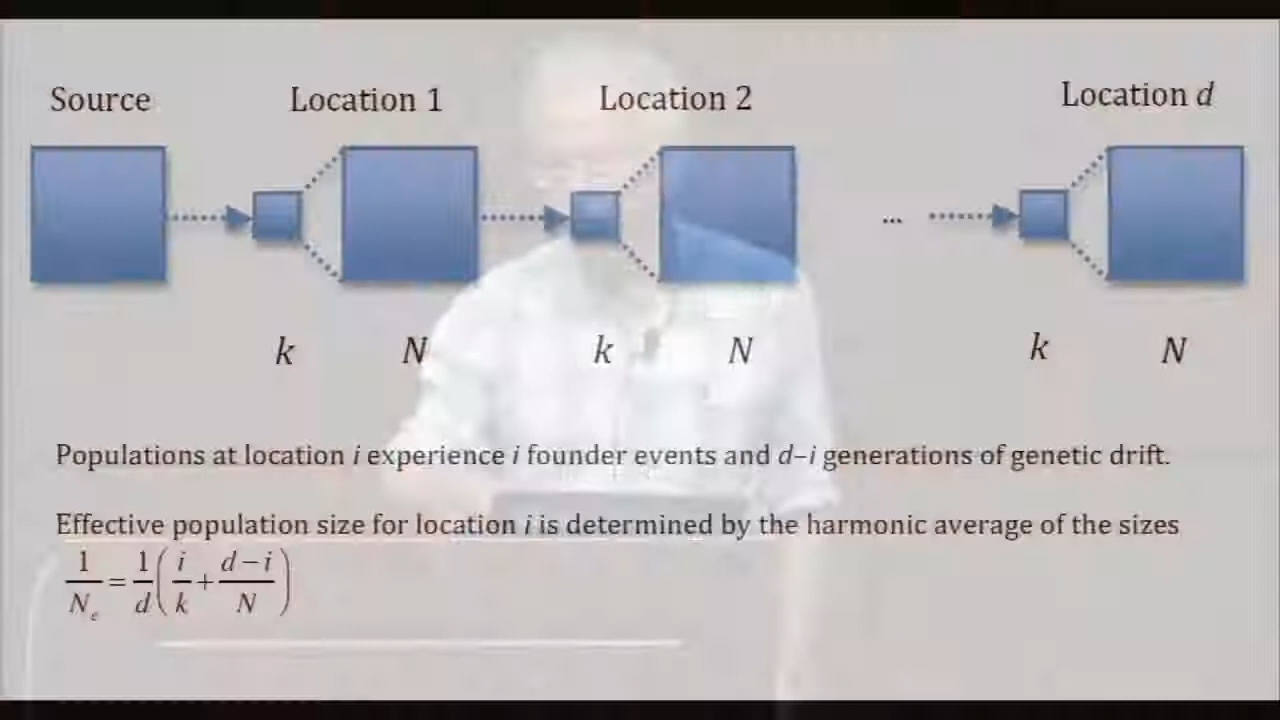 Source Location 1 Location 2 Location d
...
k N k N k N
Populations at location i experience i founder events and d–i generations of genetic drift.
Effective population size for location i is determined by the harmonic average of the sizes
1/N_e = 1/d (i/k + d−i/N)